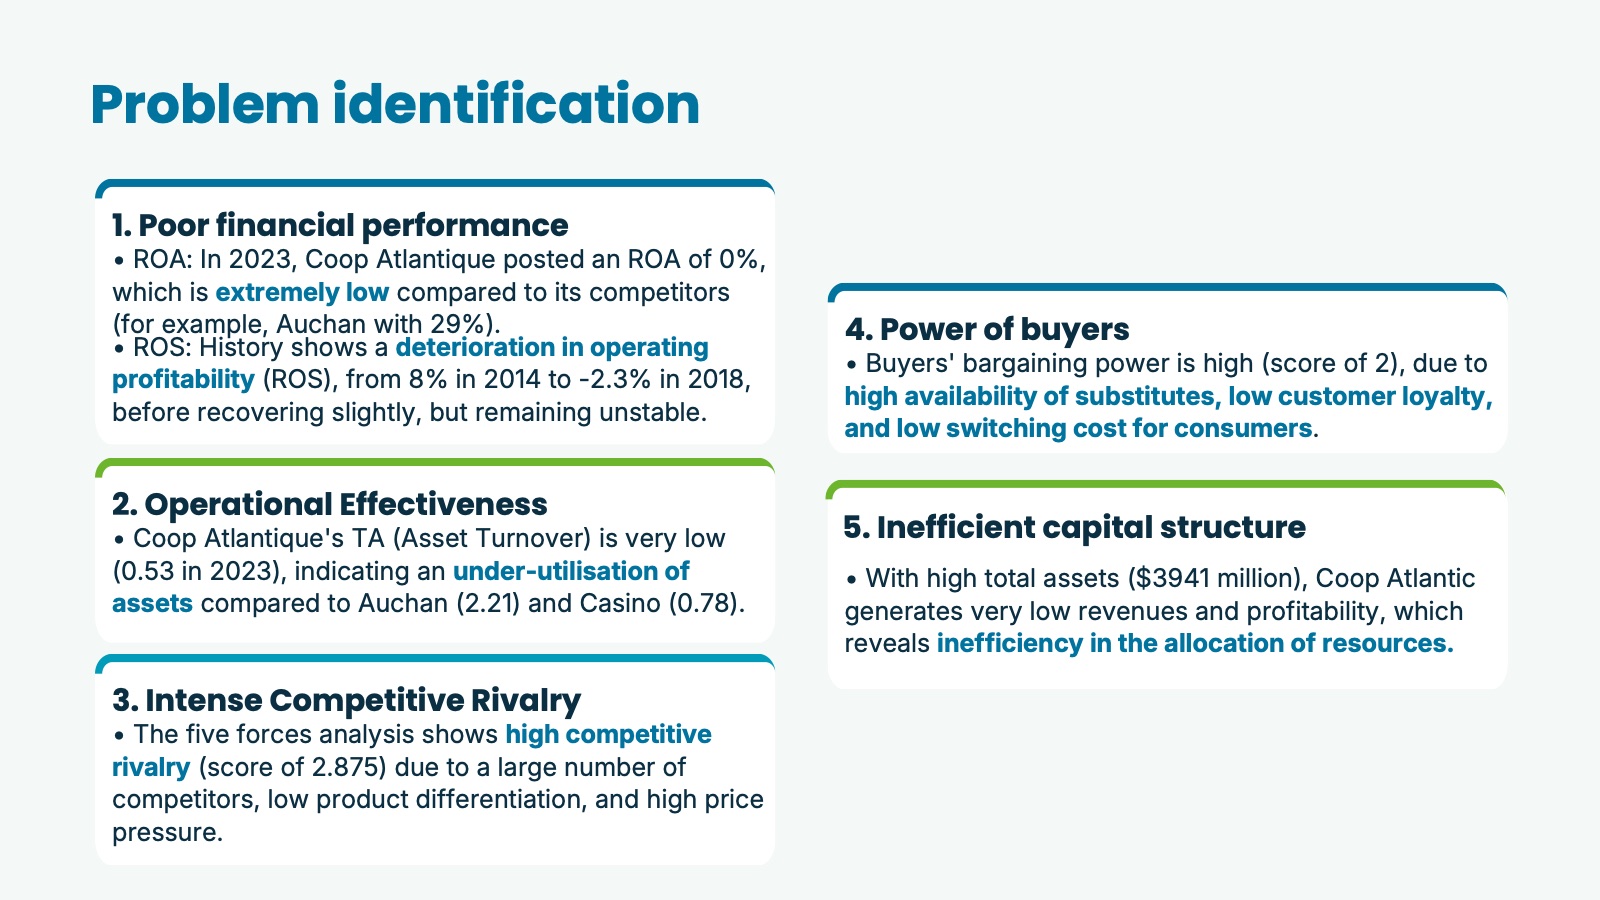 Problem identification
1. Poor financial performance
• ROA: In 2023, Coop Atlantique posted an ROA of 0%,
which is extremely low compared to its competitors
(for example, Auchan with 29%).
• ROS: History shows a deterioration in operating
profitability (ROS), from 8% in 2014 to -2.3% in 2018,
before recovering slightly, but remaining unstable.
2. Operational Effectiveness
• Coop Atlantique's TA (Asset Turnover) is very low
(0.53 in 2023), indicating an under-utilisation of
assets compared to Auchan (2.21) and Casino (0.78).
3. Intense Competitive Rivalry
• The five forces analysis shows high competitive
rivalry (score of 2.875) due to a large number of
competitors, low product differentiation, and high price
pressure.
4. Power of buyers
• Buyers' bargaining power is high (score of 2), due to
high availability of substitutes, low customer loyalty,
and low switching cost for consumers.
5. Inefficient capital structure
• With high total assets ($3941 million), Coop Atlantic
generates very low revenues and profitability, which
reveals inefficiency in the allocation of resources.